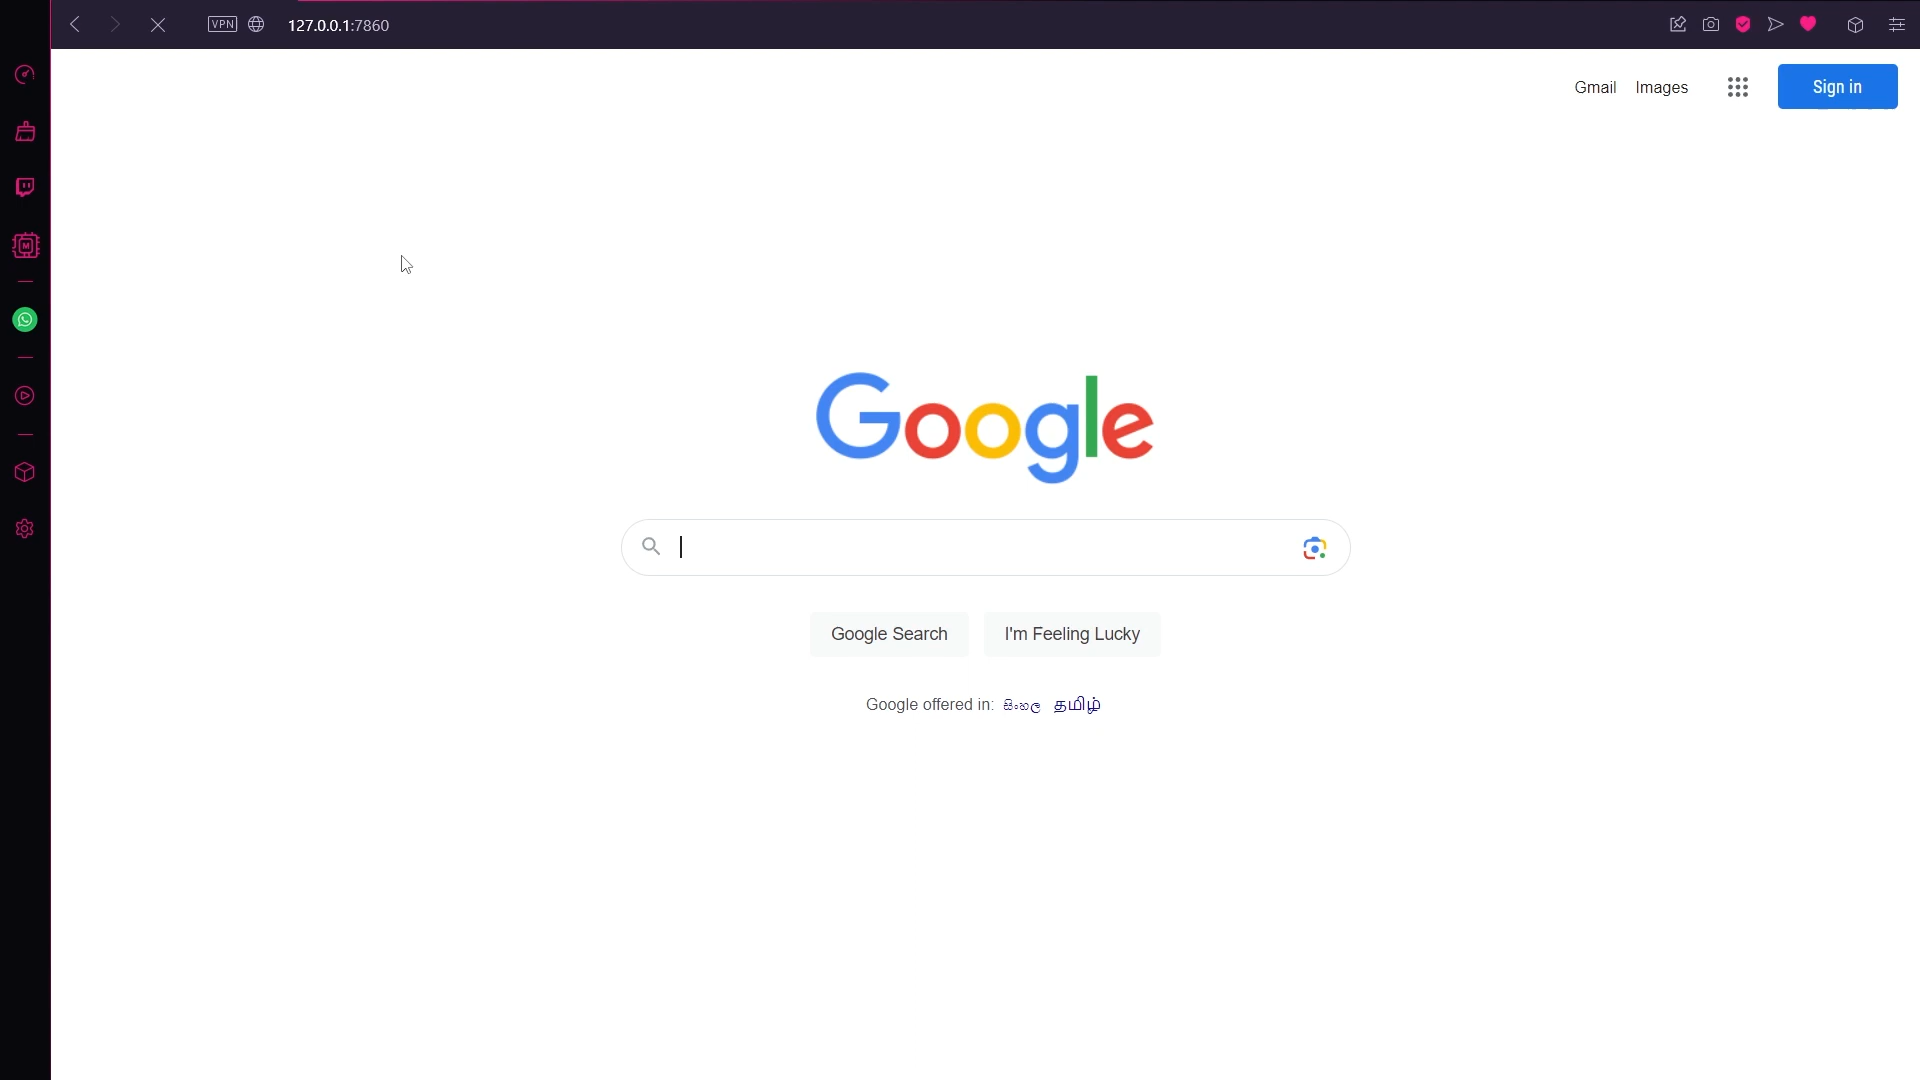 VPN 127.0.0.1:7860
Gmail Images Sign in
M
Google
Google Search I'm Feeling Lucky
Google offered in: සිංහල தமிழ்